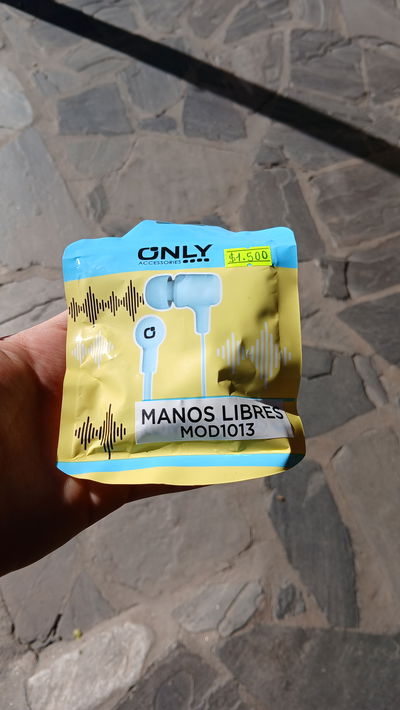 ONLY
ACCESSORIES
$1.500
MANOS LIBRES
MOD1013